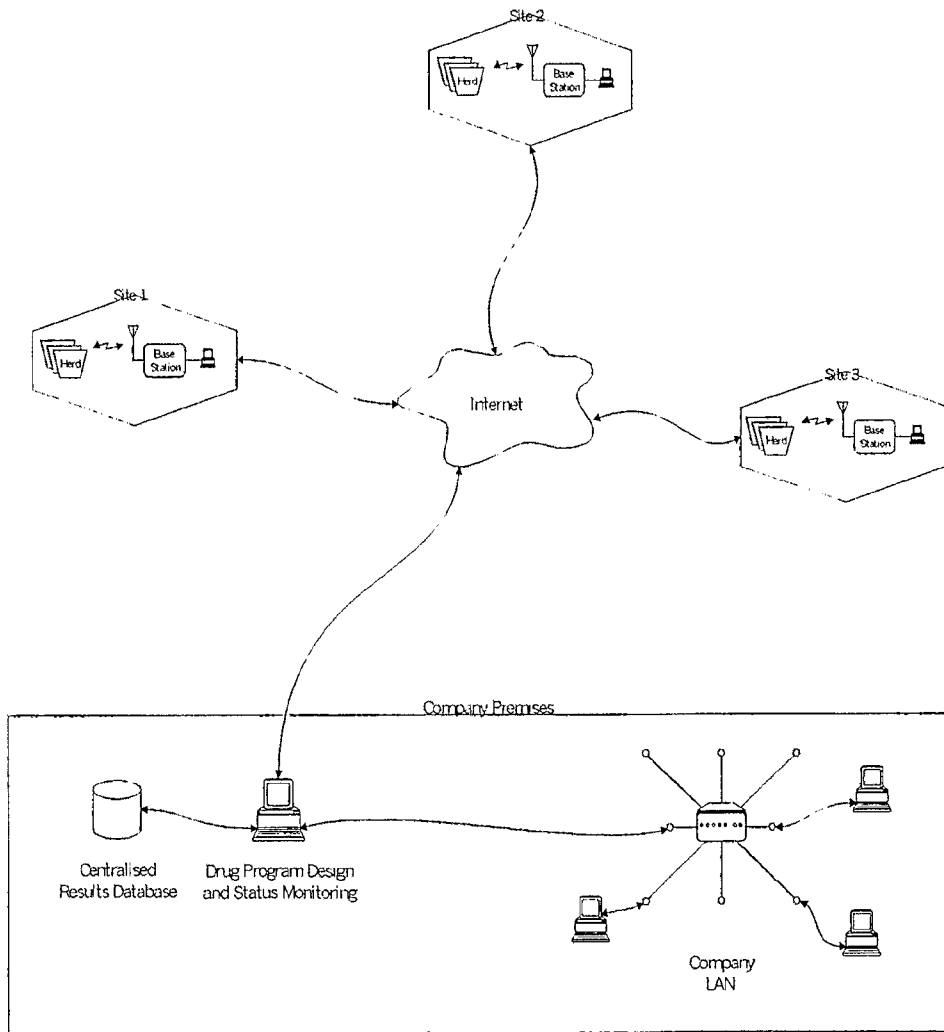 Site 2
Herd
Base
Station
Site 1
Herd
Base
Station
Internet
Site 3
Herd
Base
Station
Company Premises
Centralised
Results Database
Drug Program Design
and Status Monitoring
Company
LAN